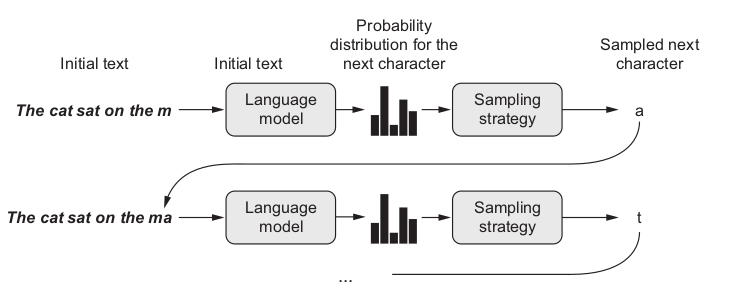 Initial text
Initial text
Probability
distribution for the
next character
Sampled next
character
The cat sat on the m
Language
model
Sampling
strategy
a
The cat sat on the ma
Language
model
Sampling
strategy
t
...